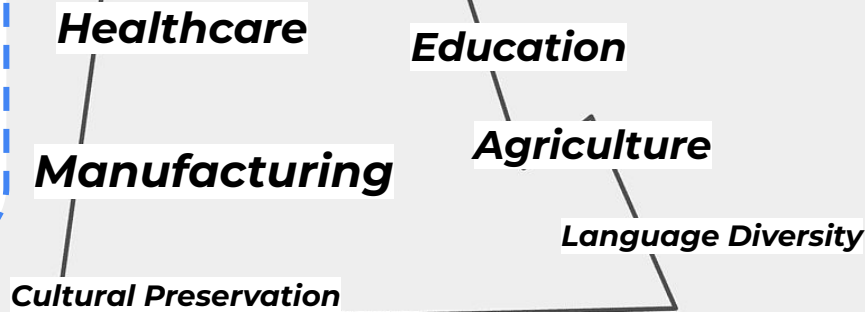 Healthcare
Education
Agriculture
Manufacturing
Language Diversity
Cultural Preservation